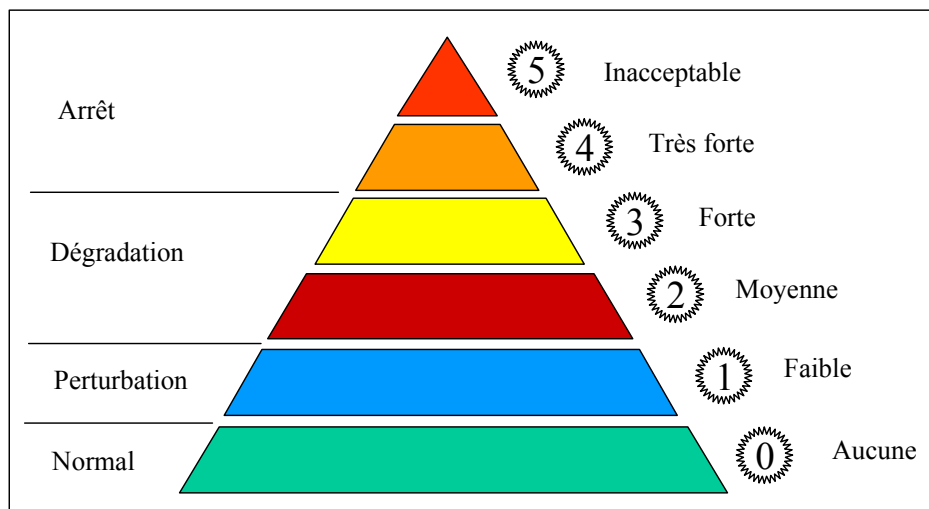 5 Inacceptable
Arrêt
4 Très forte
3 Forte
Dégradation
2 Moyenne
Perturbation
1 Faible
Normal
0 Aucune